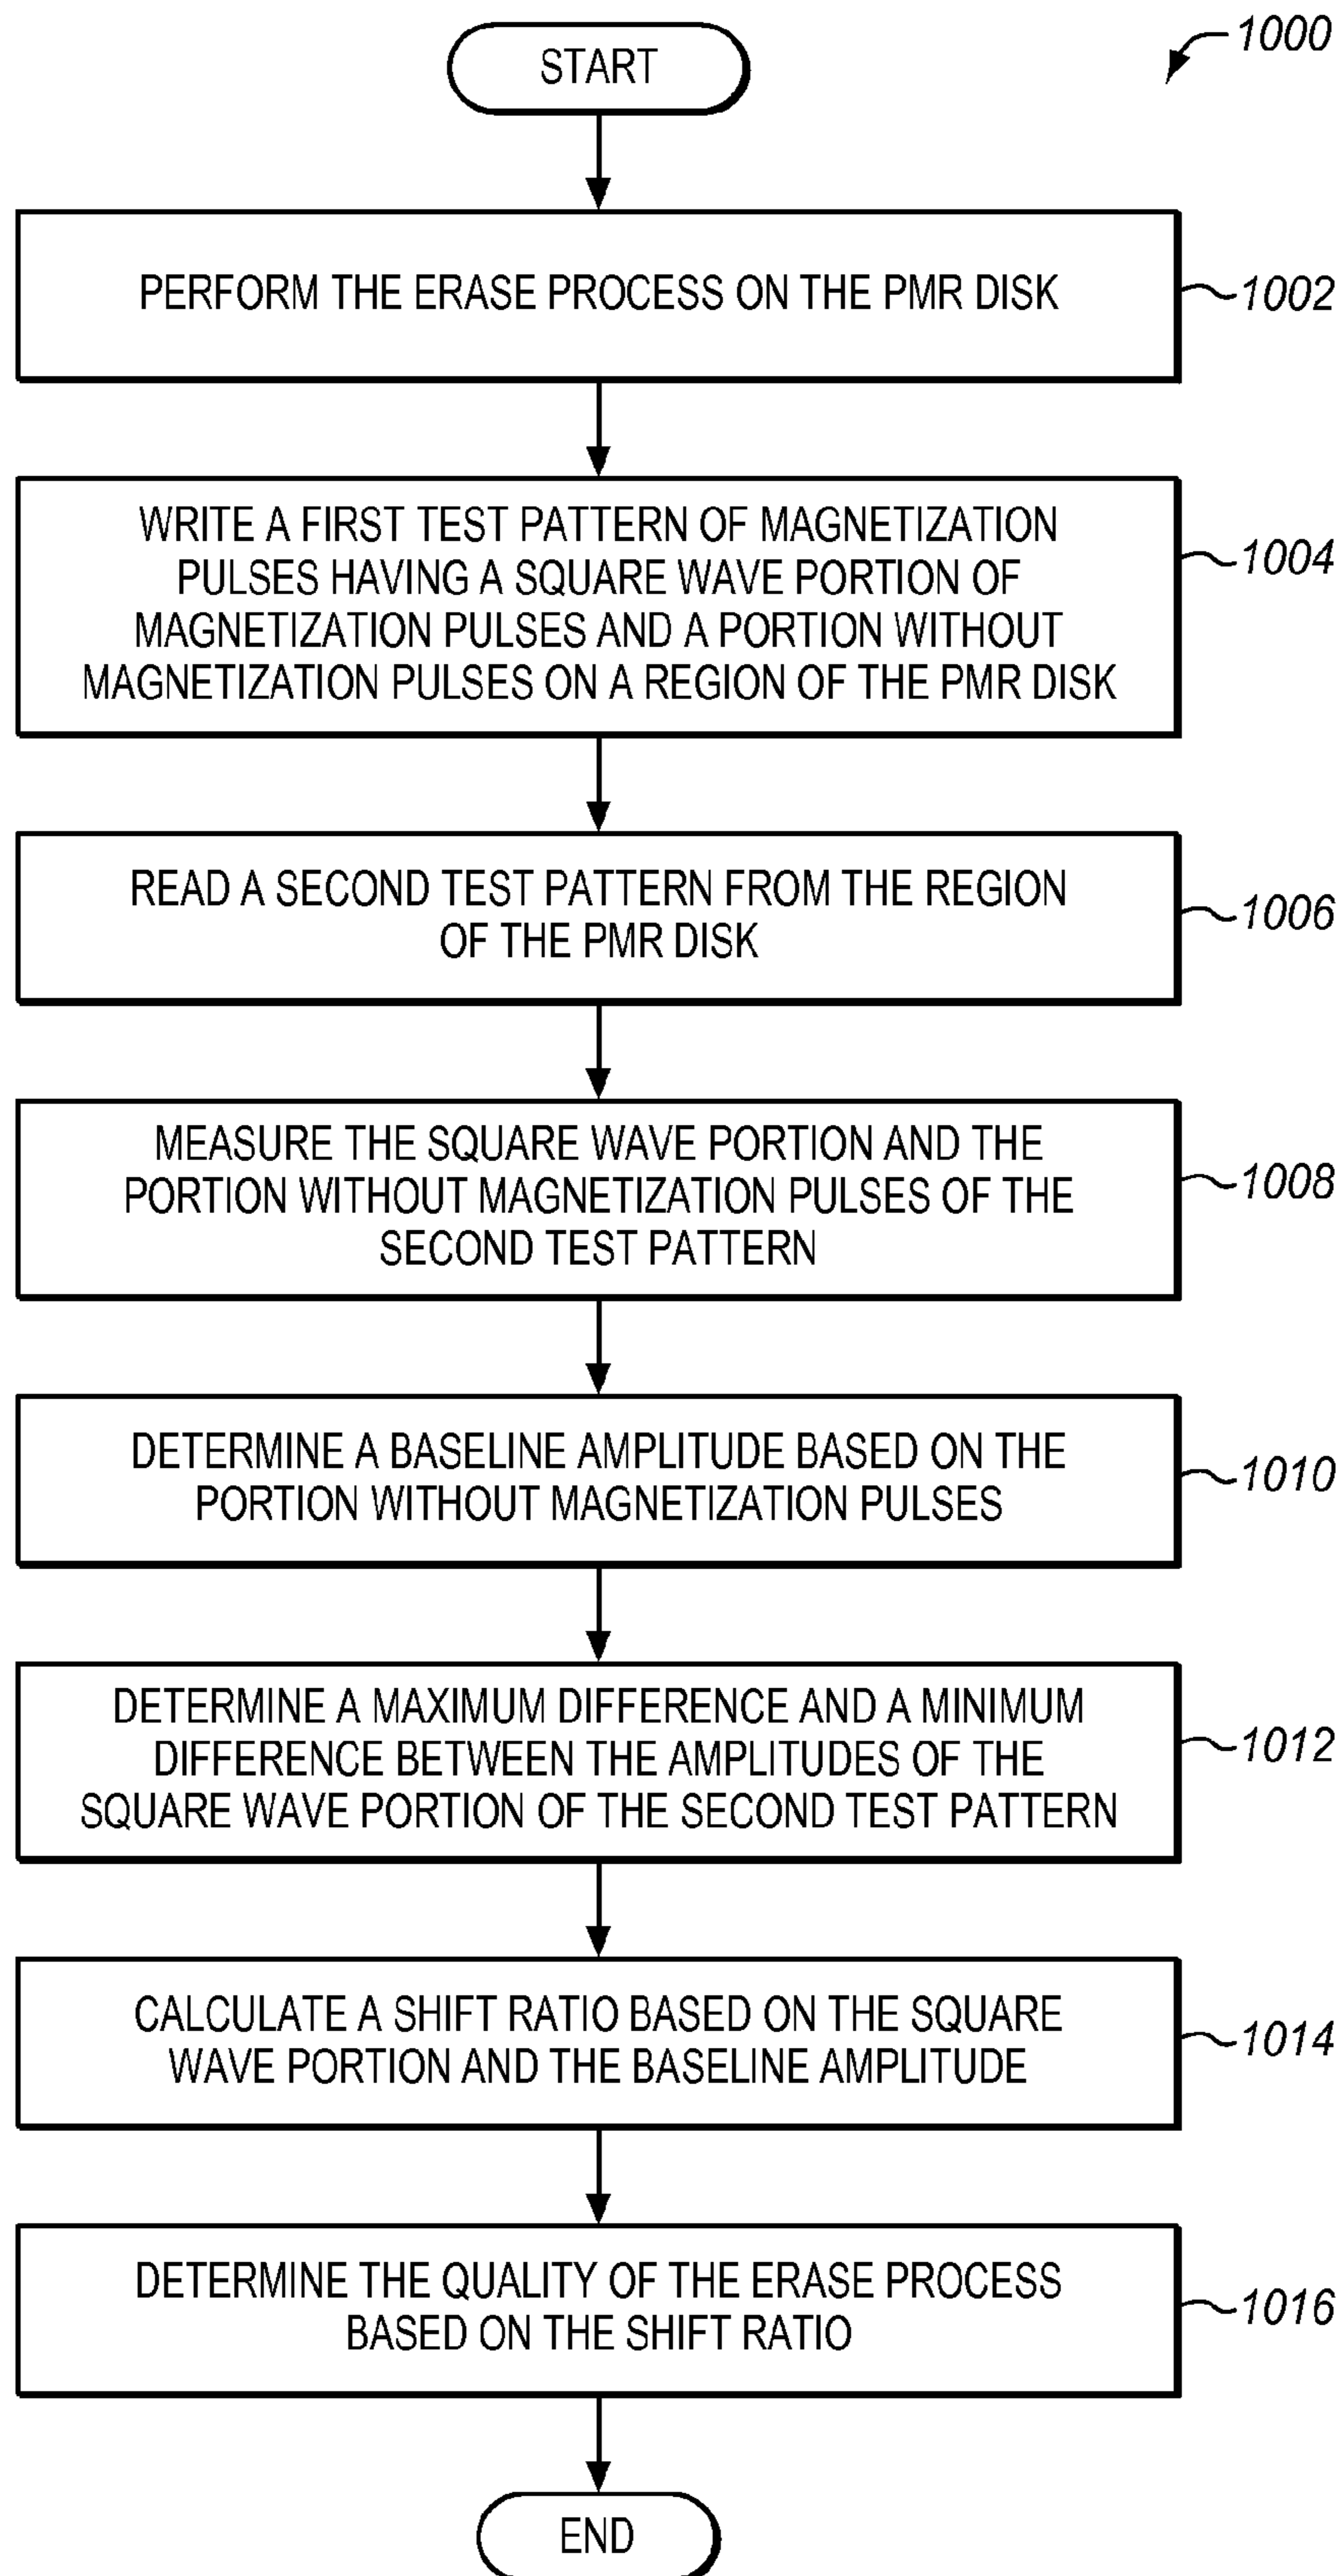 1000
START
PERFORM THE ERASE PROCESS ON THE PMR DISK
1002
WRITE A FIRST TEST PATTERN OF MAGNETIZATION
PULSES HAVING A SQUARE WAVE PORTION OF
MAGNETIZATION PULSES AND A PORTION WITHOUT
MAGNETIZATION PULSES ON A REGION OF THE PMR DISK
1004
READ A SECOND TEST PATTERN FROM THE REGION
OF THE PMR DISK
1006
MEASURE THE SQUARE WAVE PORTION AND THE
PORTION WITHOUT MAGNETIZATION PULSES OF THE
SECOND TEST PATTERN
1008
DETERMINE A BASELINE AMPLITUDE BASED ON THE
PORTION WITHOUT MAGNETIZATION PULSES
1010
DETERMINE A MAXIMUM DIFFERENCE AND A MINIMUM
DIFFERENCE BETWEEN THE AMPLITUDES OF THE
SQUARE WAVE PORTION OF THE SECOND TEST PATTERN
1012
CALCULATE A SHIFT RATIO BASED ON THE SQUARE
WAVE PORTION AND THE BASELINE AMPLITUDE
1014
DETERMINE THE QUALITY OF THE ERASE PROCESS
BASED ON THE SHIFT RATIO
1016
END